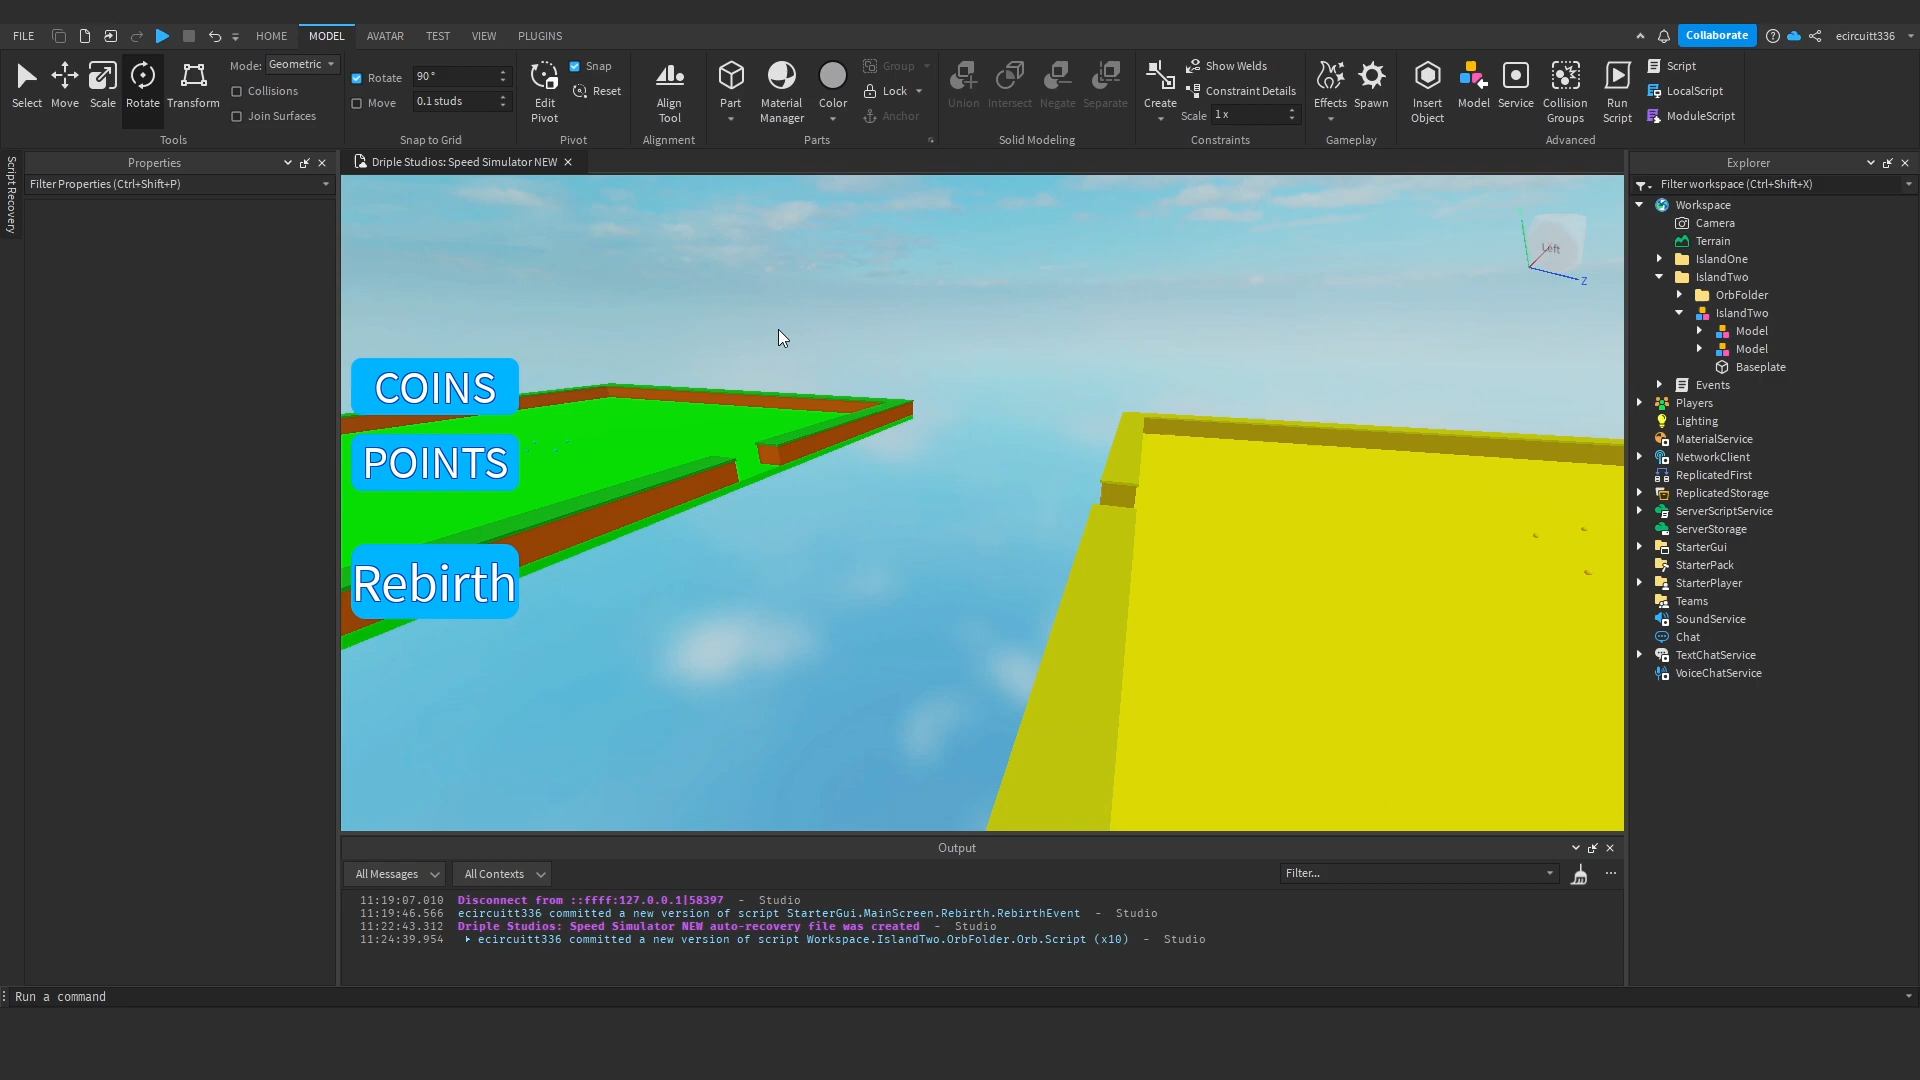 FILE HOME MODEL AVATAR TEST VIEW PLUGINS Collaborate ecircuitt336
Select Move Scale Rotate Transform
Mode: Geometric
Collisions
Join Surfaces
Tools
Rotate 90°
Move 0.1 studs
Snap to Grid
Edit Pivot
Snap
Reset
Pivot
Align Tool
Alignment
Part
Material Manager
Color
Group
Lock
Anchor
Parts
Union Intersect Negate Separate
Solid Modeling
Create
Show Welds
Constraint Details
Scale 1 x
Constraints
Effects Spawn
Gameplay
Insert Object
Model
Service
Collision Groups
Run Script
Script
LocalScript
ModuleScript
Advanced
Script Recovery
Properties
Filter Properties (Ctrl+Shift+P)
Driple Studios: Speed Simulator NEW
Left
Z
COINS
POINTS
Rebirth
Explorer
Filter workspace (Ctrl+Shift+X)
Workspace
Camera
Terrain
IslandOne
IslandTwo
OrbFolder
IslandTwo
Model
Model
Baseplate
Events
Players
Lighting
MaterialService
NetworkClient
ReplicatedFirst
ReplicatedStorage
ServerScriptService
ServerStorage
StarterGui
StarterPack
StarterPlayer
Teams
SoundService
Chat
TextChatService
VoiceChatService
Output
All Messages All Contexts Filter...
11:19:07.010 Disconnect from ::ffff:127.0.0.1|58397 - Studio
11:19:46.566 ecircuitt336 committed a new version of script StarterGui.MainScreen.Rebirth.RebirthEvent - Studio
11:22:43.312 Driple Studios: Speed Simulator NEW auto-recovery file was created - Studio
11:24:39.954 ecircuitt336 committed a new version of script Workspace.IslandTwo.OrbFolder.Orb.Script (x10) - Studio
Run a command